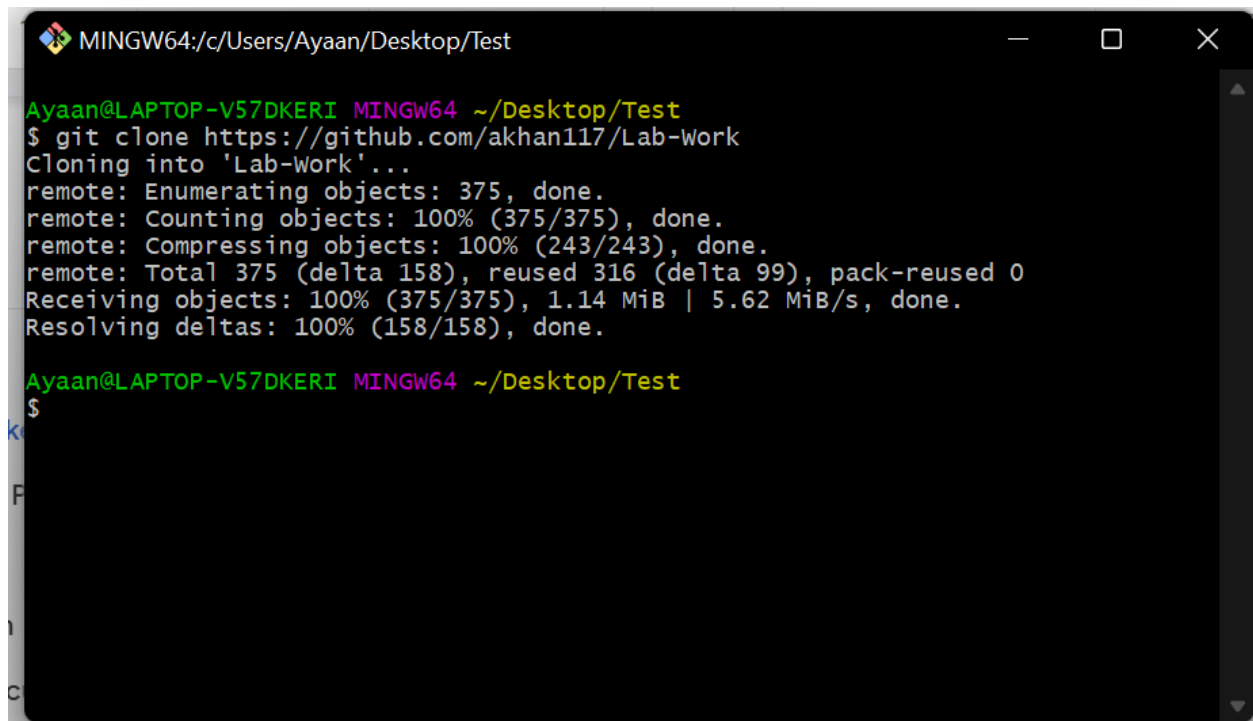 MINGW64:/c/Users/Ayaan/Desktop/Test
Ayaan@LAPTOP-V57DKERI MINGW64 ~/Desktop/Test
$ git clone https://github.com/akhan117/Lab-Work
Cloning into 'Lab-Work'...
remote: Enumerating objects: 375, done.
remote: Counting objects: 100% (375/375), done.
remote: Compressing objects: 100% (243/243), done.
remote: Total 375 (delta 158), reused 316 (delta 99), pack-reused 0
Receiving objects: 100% (375/375), 1.14 MiB | 5.62 MiB/s, done.
Resolving deltas: 100% (158/158), done.
Ayaan@LAPTOP-V57DKERI MINGW64 ~/Desktop/Test
$